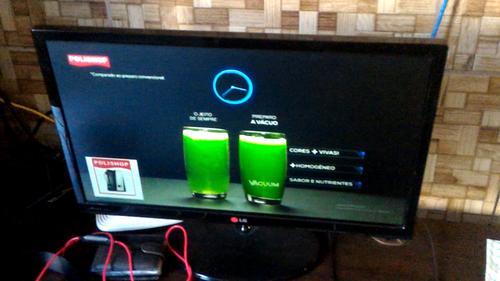 POLISHOP
*Comparado ao preparo convencional.
O JEITO
DE SEMPRE
PREPARO
A VÁCUO
CORES + VIVAS!
+ HOMOGÊNEO
SABOR E NUTRIENTES
VACUUM
POLISHOP
LG